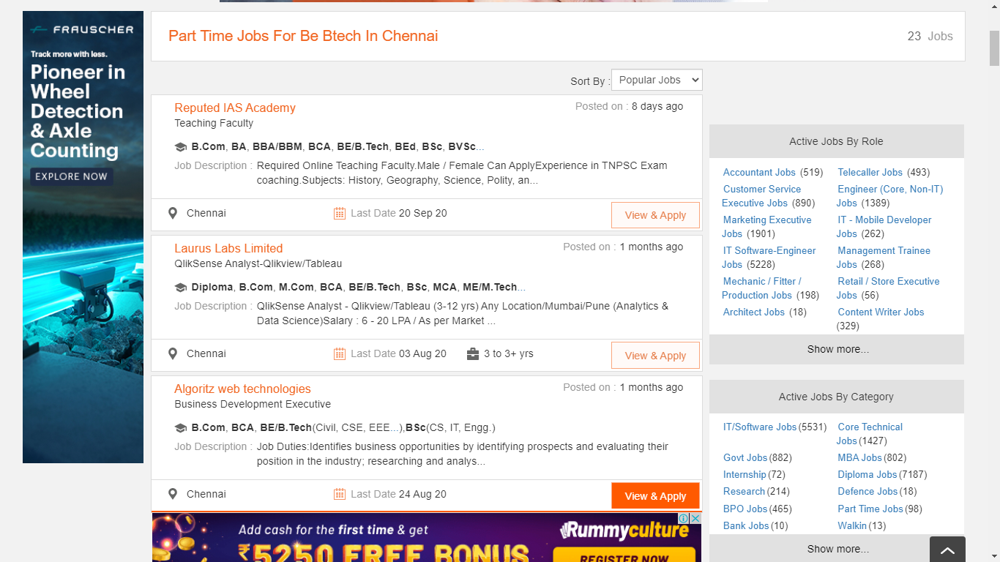 FRAUSCHER
Track more with less.
Pioneer in
Wheel
Detection
& Axle
Counting
EXPLORE NOW
Part Time Jobs For Be Btech In Chennai
23 Jobs
Sort By : Popular Jobs
Reputed IAS Academy
Posted on : 8 days ago
Teaching Faculty
B.Com, BA, BBA/BBM, BCA, BE/B.Tech, BEd, BSc, BVSc...
Job Description : Required Online Teaching Faculty.Male / Female Can ApplyExperience in TNPSC Exam
coaching.Subjects: History, Geography, Science, Polity, an...
Chennai Last Date 20 Sep 20 View & Apply
Laurus Labs Limited
Posted on : 1 months ago
QlikSense Analyst-Qlikview/Tableau
Diploma, B.Com, M.Com, BCA, BE/B.Tech, BSc, MCA, ME/M.Tech...
Job Description : QlikSense Analyst - Qlikview/Tableau (3-12 yrs) Any Location/Mumbai/Pune (Analytics &
Data Science)Salary : 6 - 20 LPA / As per Market ...
Chennai Last Date 03 Aug 20 3 to 3+ yrs View & Apply
Algoritz web technologies
Posted on : 1 months ago
Business Development Executive
B.Com, BCA, BE/B.Tech(Civil, CSE, EEE...),BSc(CS, IT, Engg.)
Job Description : Job Duties:Identifies business opportunities by identifying prospects and evaluating their
position in the industry; researching and analys...
Chennai Last Date 24 Aug 20 View & Apply
Add cash for the first time & get
₹5250 FREE BONUS
Rummyculture
REGISTER NOW
Active Jobs By Role
Accountant Jobs (519) Telecaller Jobs (493)
Customer Service Engineer (Core, Non-IT)
Executive Jobs (890) Jobs (1389)
Marketing Executive IT - Mobile Developer
Jobs (1901) Jobs (262)
IT Software-Engineer Management Trainee
Jobs (5228) Jobs (268)
Mechanic / Fitter / Retail / Store Executive
Production Jobs (198) Jobs (56)
Architect Jobs (18) Content Writer Jobs
(329)
Show more...
Active Jobs By Category
IT/Software Jobs(5531) Core Technical
Jobs(1427)
Govt Jobs(882) MBA Jobs(802)
Internship(72) Diploma Jobs(7187)
Research(214) Defence Jobs(18)
BPO Jobs(465) Part Time Jobs(98)
Bank Jobs(10) Walkin(13)
Show more...